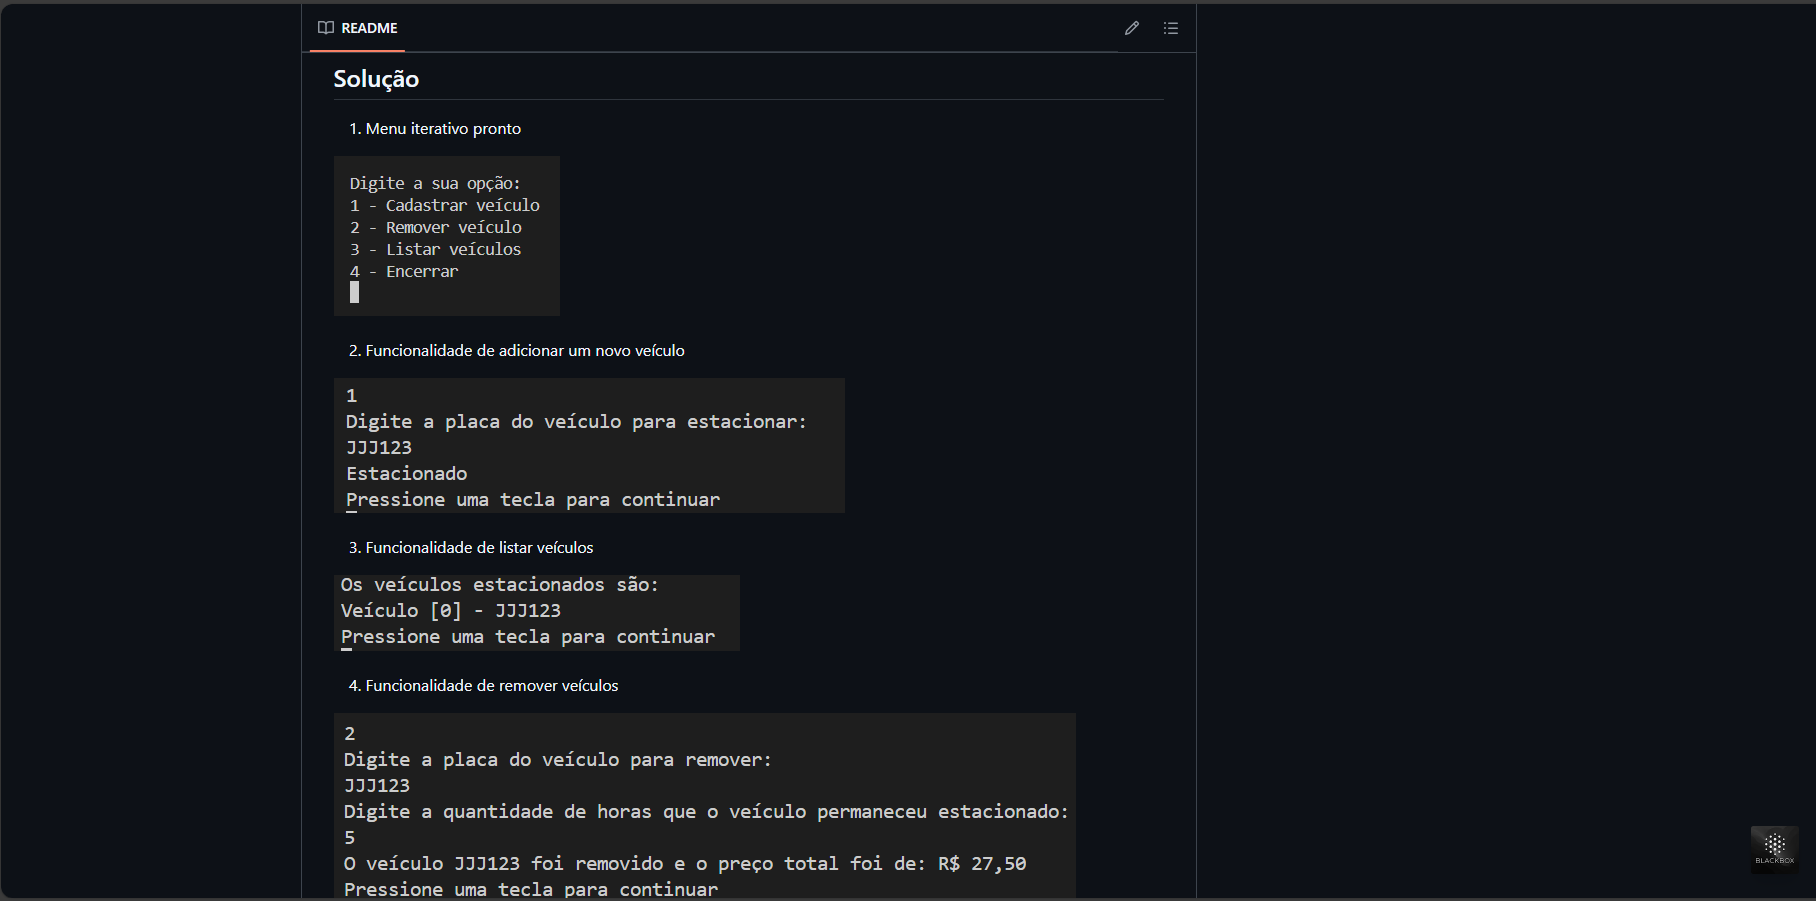 README
Solução
1. Menu iterativo pronto
Digite a sua opção:
1 - Cadastrar veículo
2 - Remover veículo
3 - Listar veículos
4 - Encerrar
2. Funcionalidade de adicionar um novo veículo
1
Digite a placa do veículo para estacionar:
JJJ123
Estacionado
Pressione uma tecla para continuar
3. Funcionalidade de listar veículos
Os veículos estacionados são:
Veículo [0] - JJJ123
Pressione uma tecla para continuar
4. Funcionalidade de remover veículos
2
Digite a placa do veículo para remover:
JJJ123
Digite a quantidade de horas que o veículo permaneceu estacionado:
5
O veículo JJJ123 foi removido e o preço total foi de: R$ 27,50
Pressione uma tecla para continuar
BLACKBOX